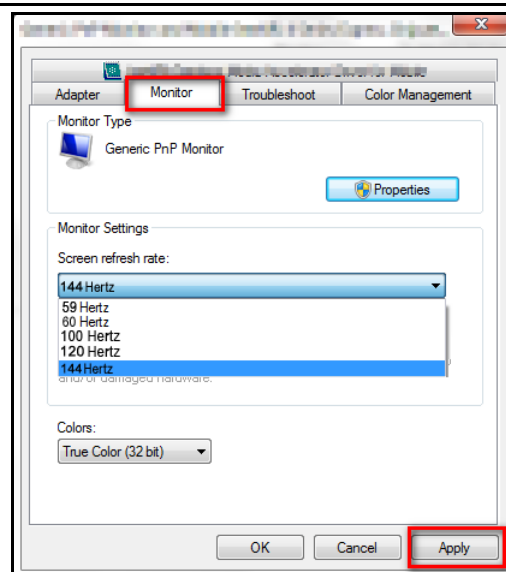 Adapter
Monitor
Troubleshoot
Color Management
Monitor Type
Generic PnP Monitor
Properties
Monitor Settings
Screen refresh rate:
144 Hertz
59 Hertz
60 Hertz
100 Hertz
120 Hertz
144 Hertz
and/or damaged hardware.
Colors:
True Color (32 bit)
OK
Cancel
Apply